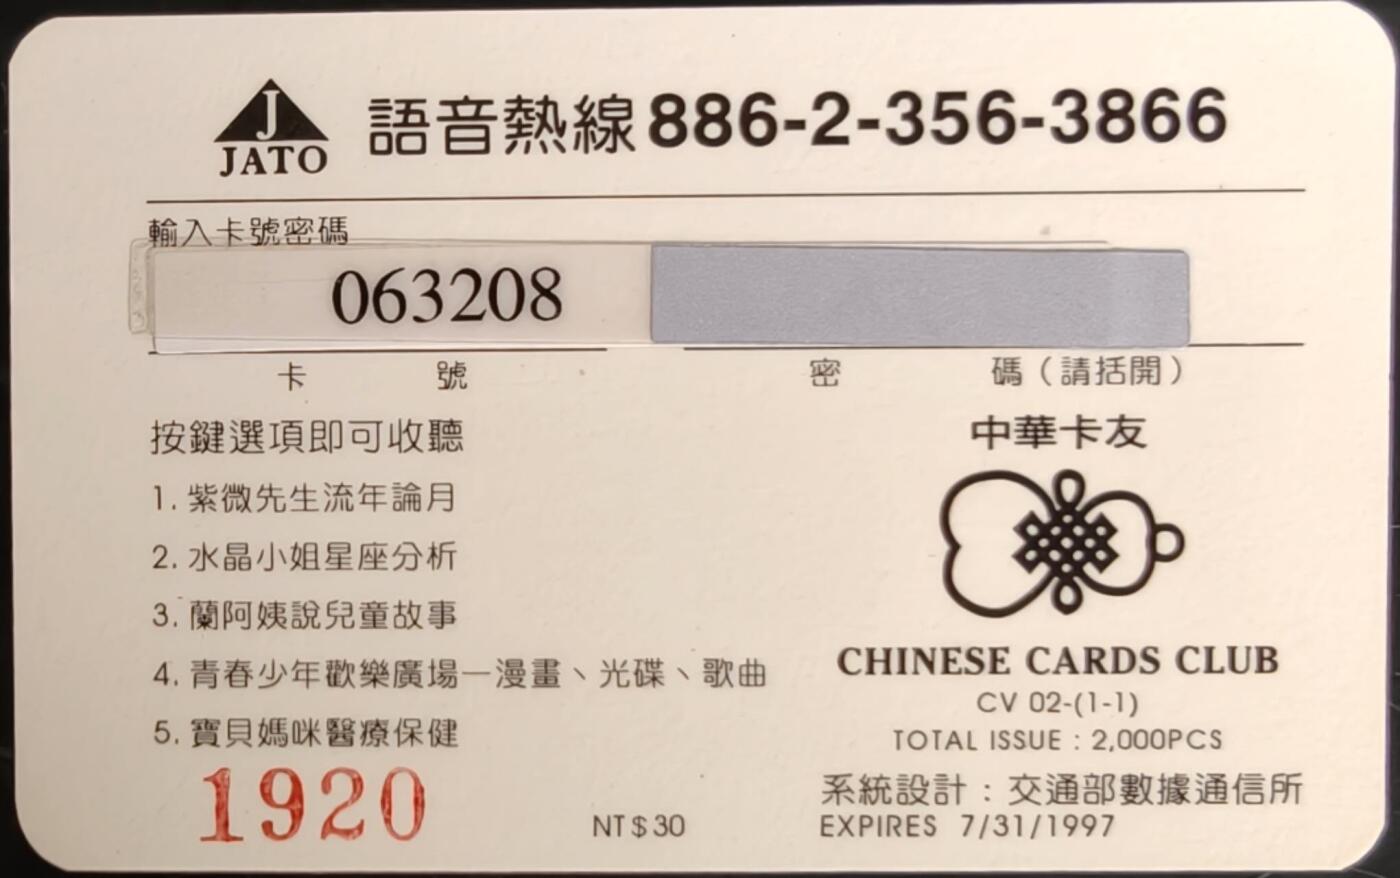 J
JATO
語音熱線886-2-356-3866
輸入卡號密碼
063208
卡 號 密 碼（請括開）
按鍵選項即可收聽
1. 紫微先生流年論月
2. 水晶小姐星座分析
3. 蘭阿姨說兒童故事
4. 青春少年歡樂廣場—漫畫、光碟、歌曲
5. 寶貝媽咪醫療保健
1920
NT$30
中華卡友
CHINESE CARDS CLUB
CV 02-(1-1)
TOTAL ISSUE : 2,000PCS
系統設計：交通部數據通信所
EXPIRES 7/31/1997